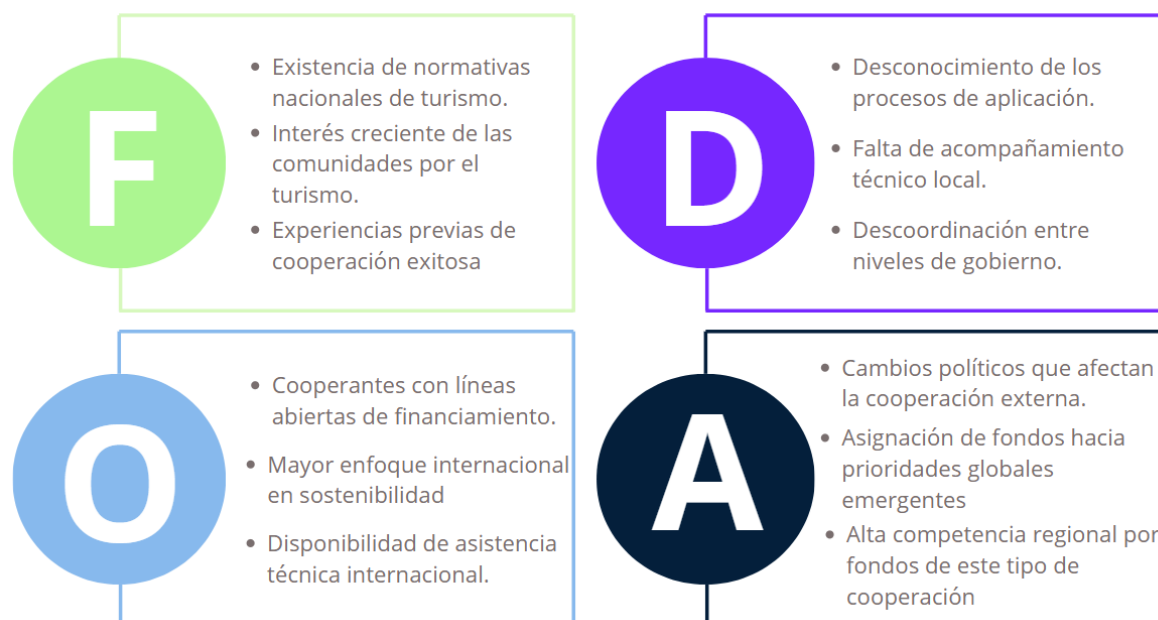 F
• Existencia de normativas
nacionales de turismo.
• Interés creciente de las
comunidades por el
turismo.
• Experiencias previas de
cooperación exitosa
D
• Desconocimiento de los
procesos de aplicación.
• Falta de acompañamiento
técnico local.
• Descoordinación entre
niveles de gobierno.
O
• Cooperantes con líneas
abiertas de financiamiento.
• Mayor enfoque internacional
en sostenibilidad
• Disponibilidad de asistencia
técnica internacional.
A
• Cambios políticos que afectan
la cooperación externa.
• Asignación de fondos hacia
prioridades globales
emergentes
• Alta competencia regional por
fondos de este tipo de
cooperación